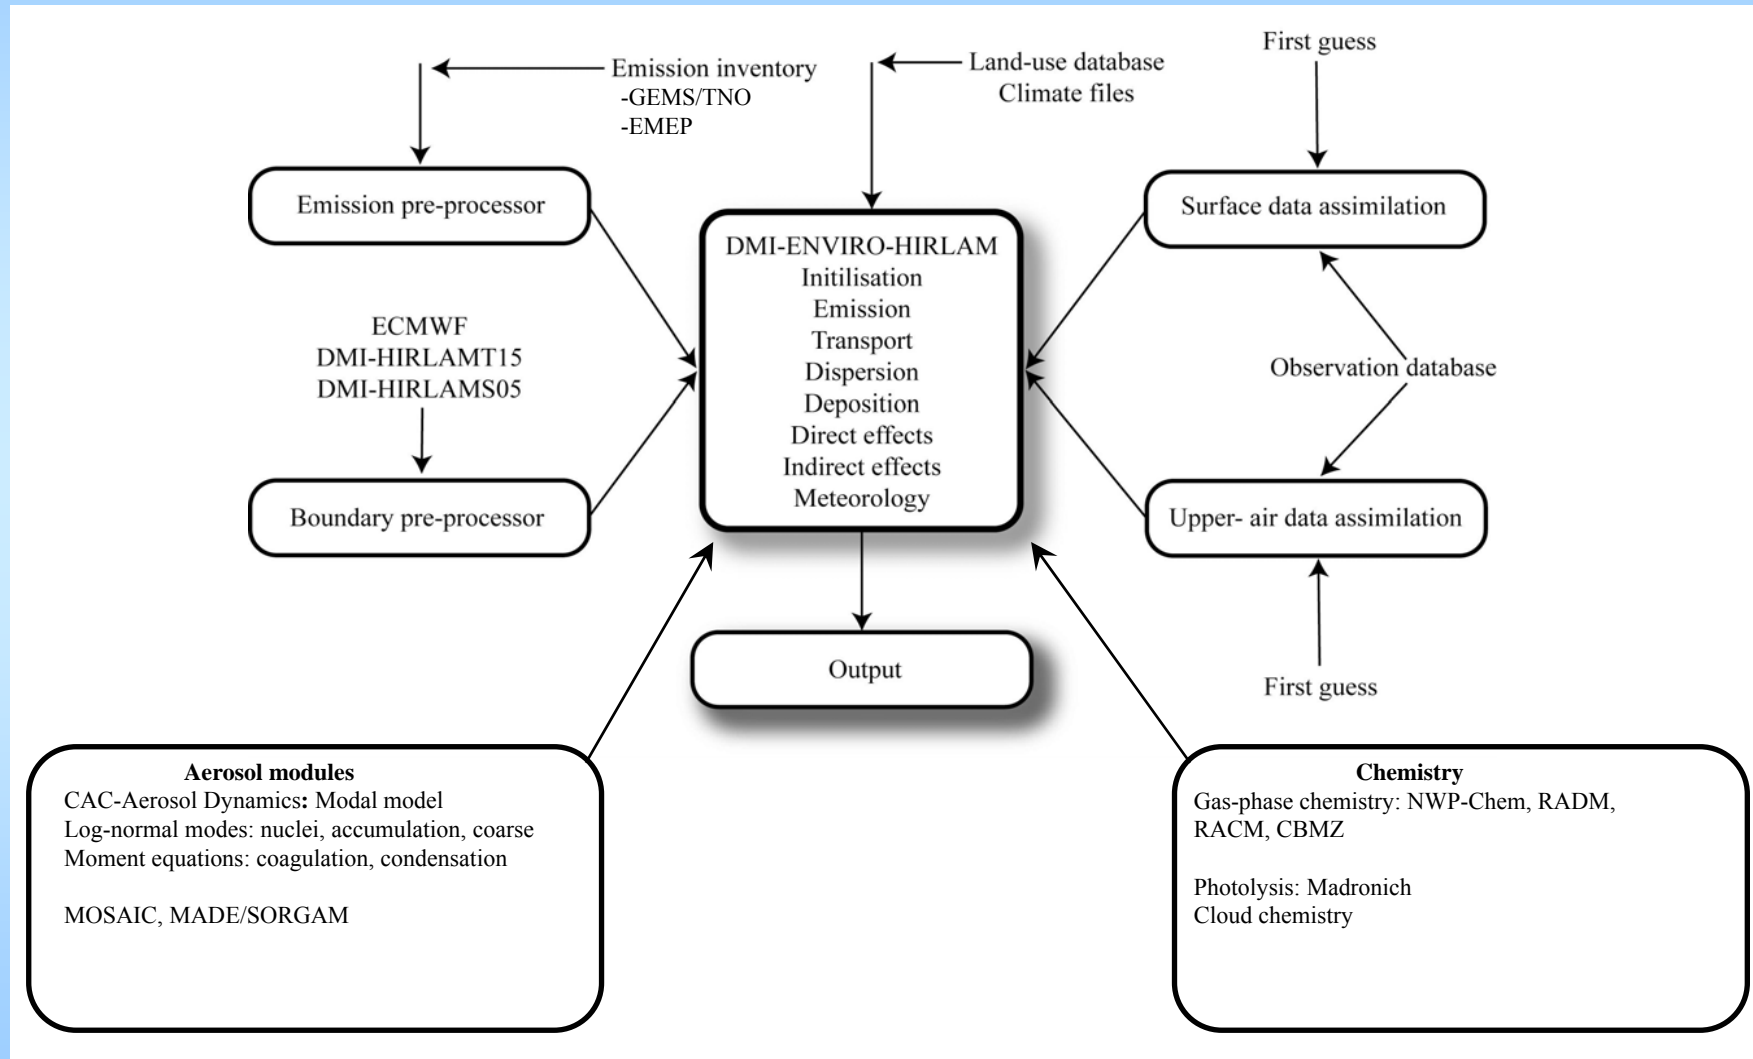 Emission inventory
-GEMS/TNO
-EMEP
Land-use database
Climate files
First guess
Emission pre-processor
Surface data assimilation
DMI-ENVIRO-HIRLAM
Initilisation
Emission
Transport
Dispersion
Deposition
Direct effects
Indirect effects
Meteorology
ECMWF
DMI-HIRLAMT15
DMI-HIRLAMS05
Observation database
Boundary pre-processor
Upper- air data assimilation
Output
First guess
Aerosol modules
CAC-Aerosol Dynamics: Modal model
Log-normal modes: nuclei, accumulation, coarse
Moment equations: coagulation, condensation
MOSAIC, MADE/SORGAM
Chemistry
Gas-phase chemistry: NWP-Chem, RADM,
RACM, CBMZ
Photolysis: Madronich
Cloud chemistry